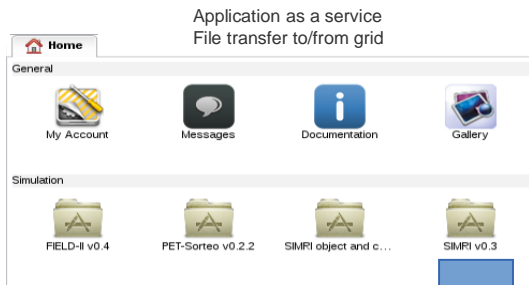 Application as a service
File transfer to/from grid
Home
General
My Account Messages Documentation Gallery
Simulation
FIELD-II v0.4 PET-Sorteo v0.2.2 SIMRI object and c... SIMRI v0.3